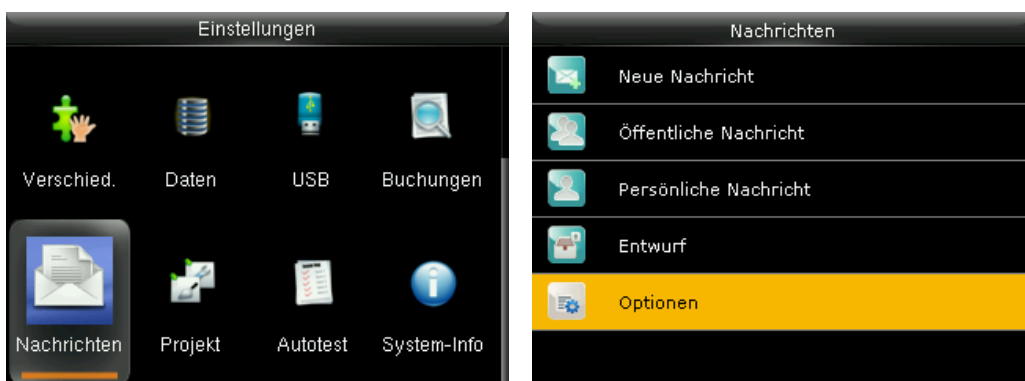 Einstellungen
Verschied. Daten USB Buchungen
Nachrichten Projekt Autotest System-Info
Nachrichten
Neue Nachricht
Öffentliche Nachricht
Persönliche Nachricht
Entwurf
Optionen